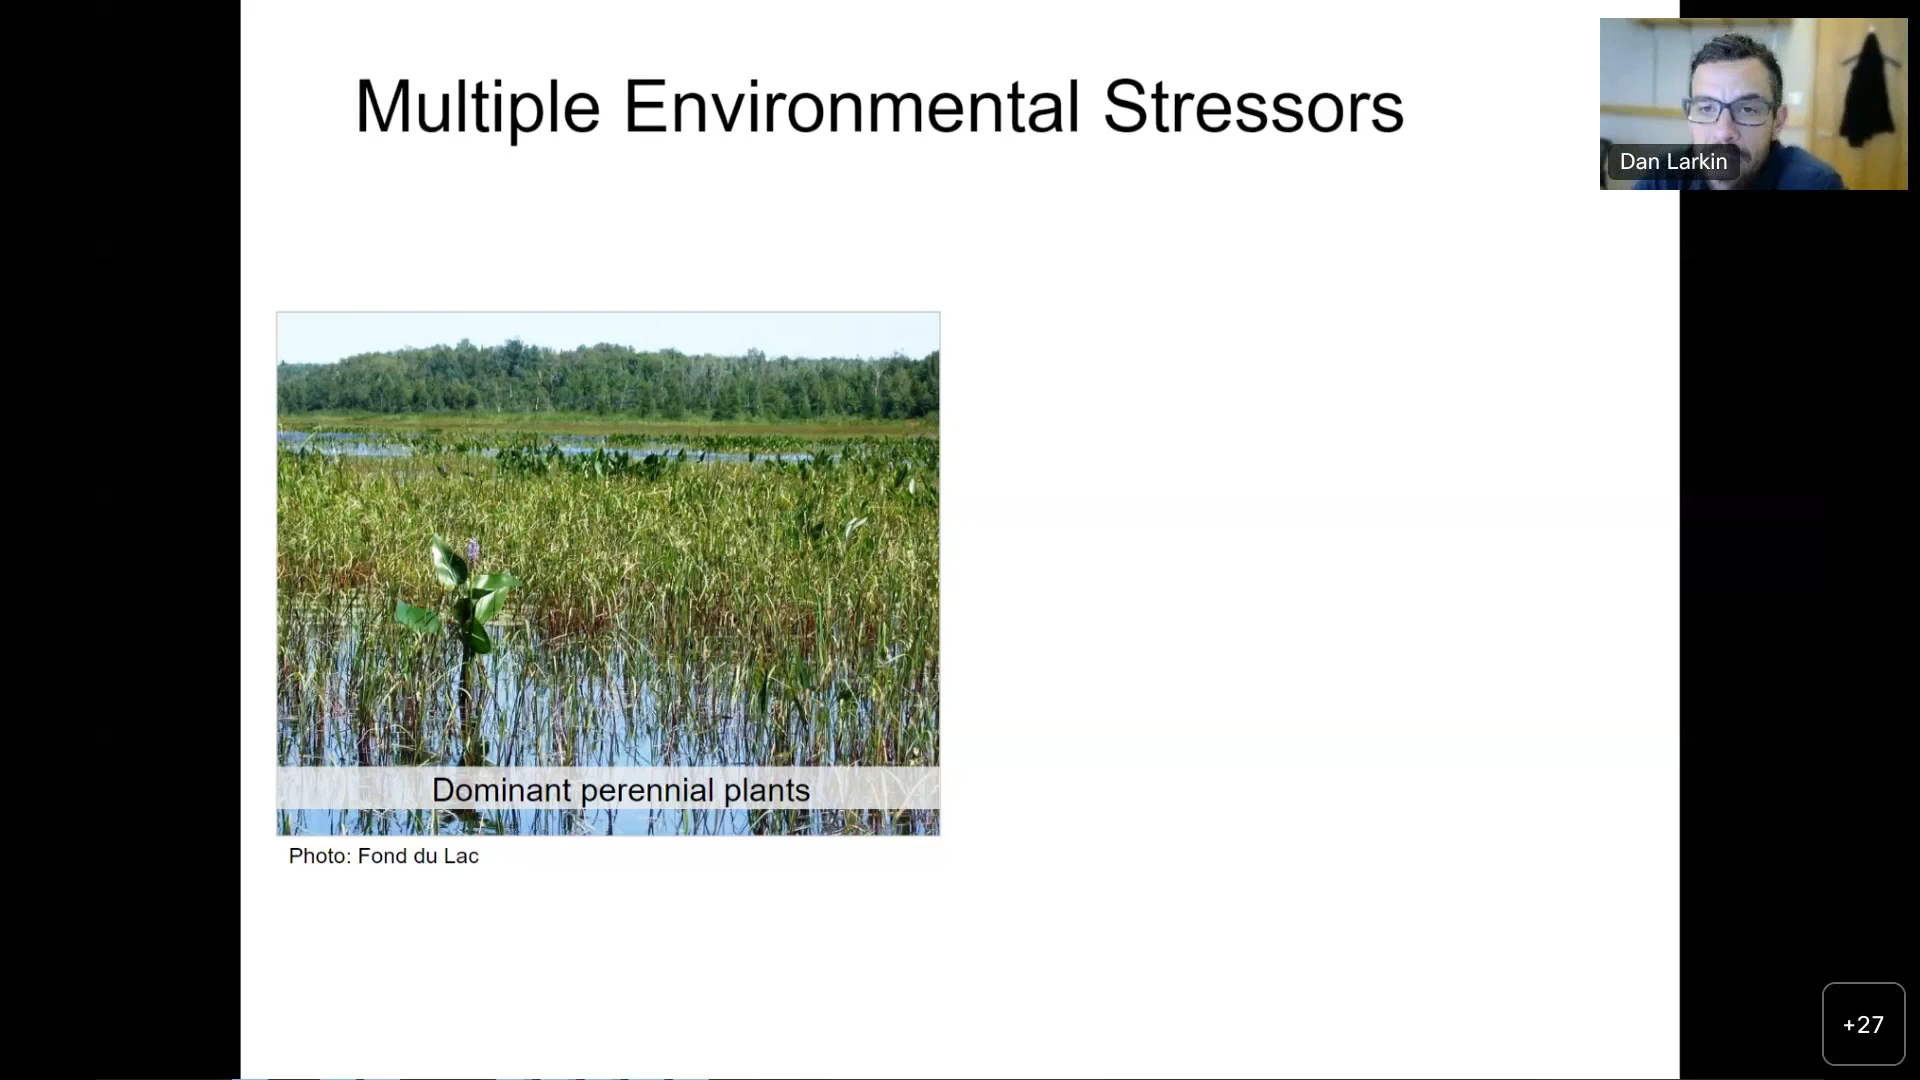 Multiple Environmental Stressors
Dan Larkin
Dominant perennial plants
Photo: Fond du Lac
+27